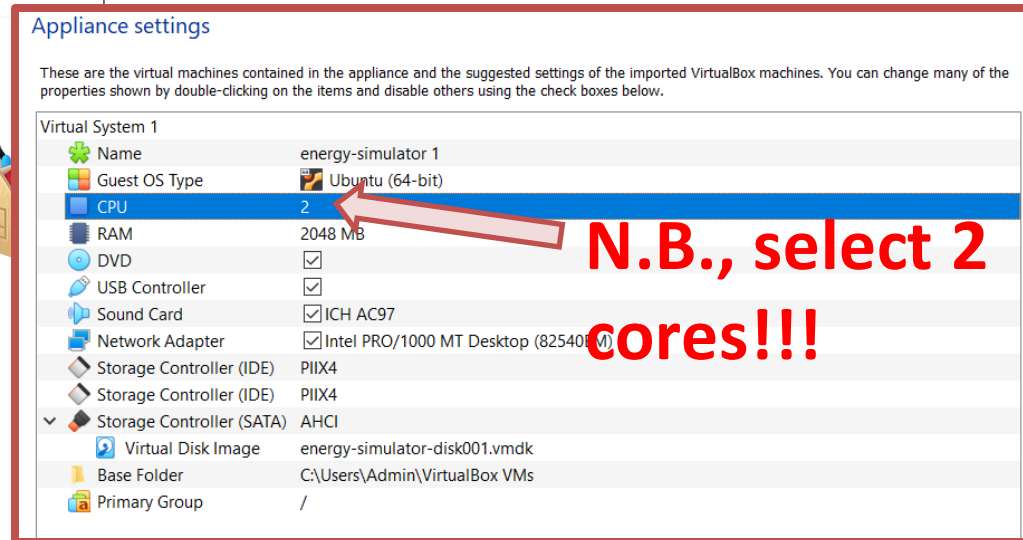 Appliance settings
These are the virtual machines contained in the appliance and the suggested settings of the imported VirtualBox machines. You can change many of the
properties shown by double-clicking on the items and disable others using the check boxes below.
Virtual System 1
Name energy-simulator 1
Guest OS Type Ubuntu (64-bit)
CPU 2
RAM 2048 MB
DVD
USB Controller
Sound Card ICH AC97
Network Adapter Intel PRO/1000 MT Desktop (82540EM)
Storage Controller (IDE) PIIX4
Storage Controller (IDE) PIIX4
Storage Controller (SATA) AHCI
Virtual Disk Image energy-simulator-disk001.vmdk
Base Folder C:\Users\Admin\VirtualBox VMs
Primary Group /
N.B., select 2
cores!!!